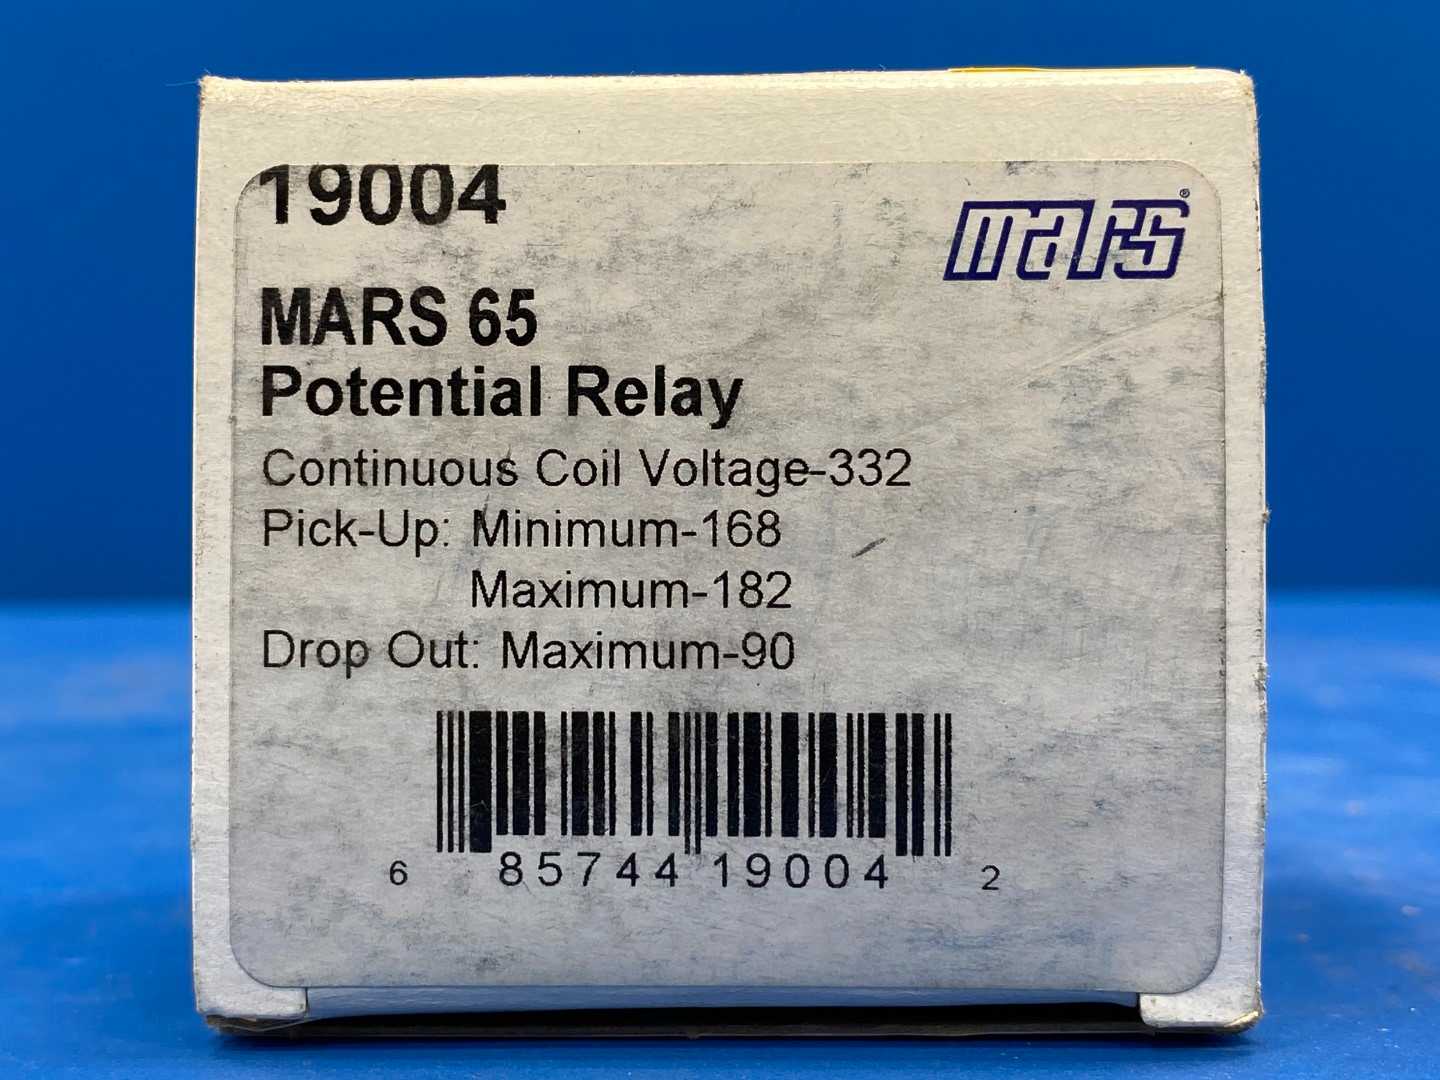 19004
mars®
MARS 65
Potential Relay
Continuous Coil Voltage-332
Pick-Up: Minimum-168
Maximum-182
Drop Out: Maximum-90
6 85744 19004 2